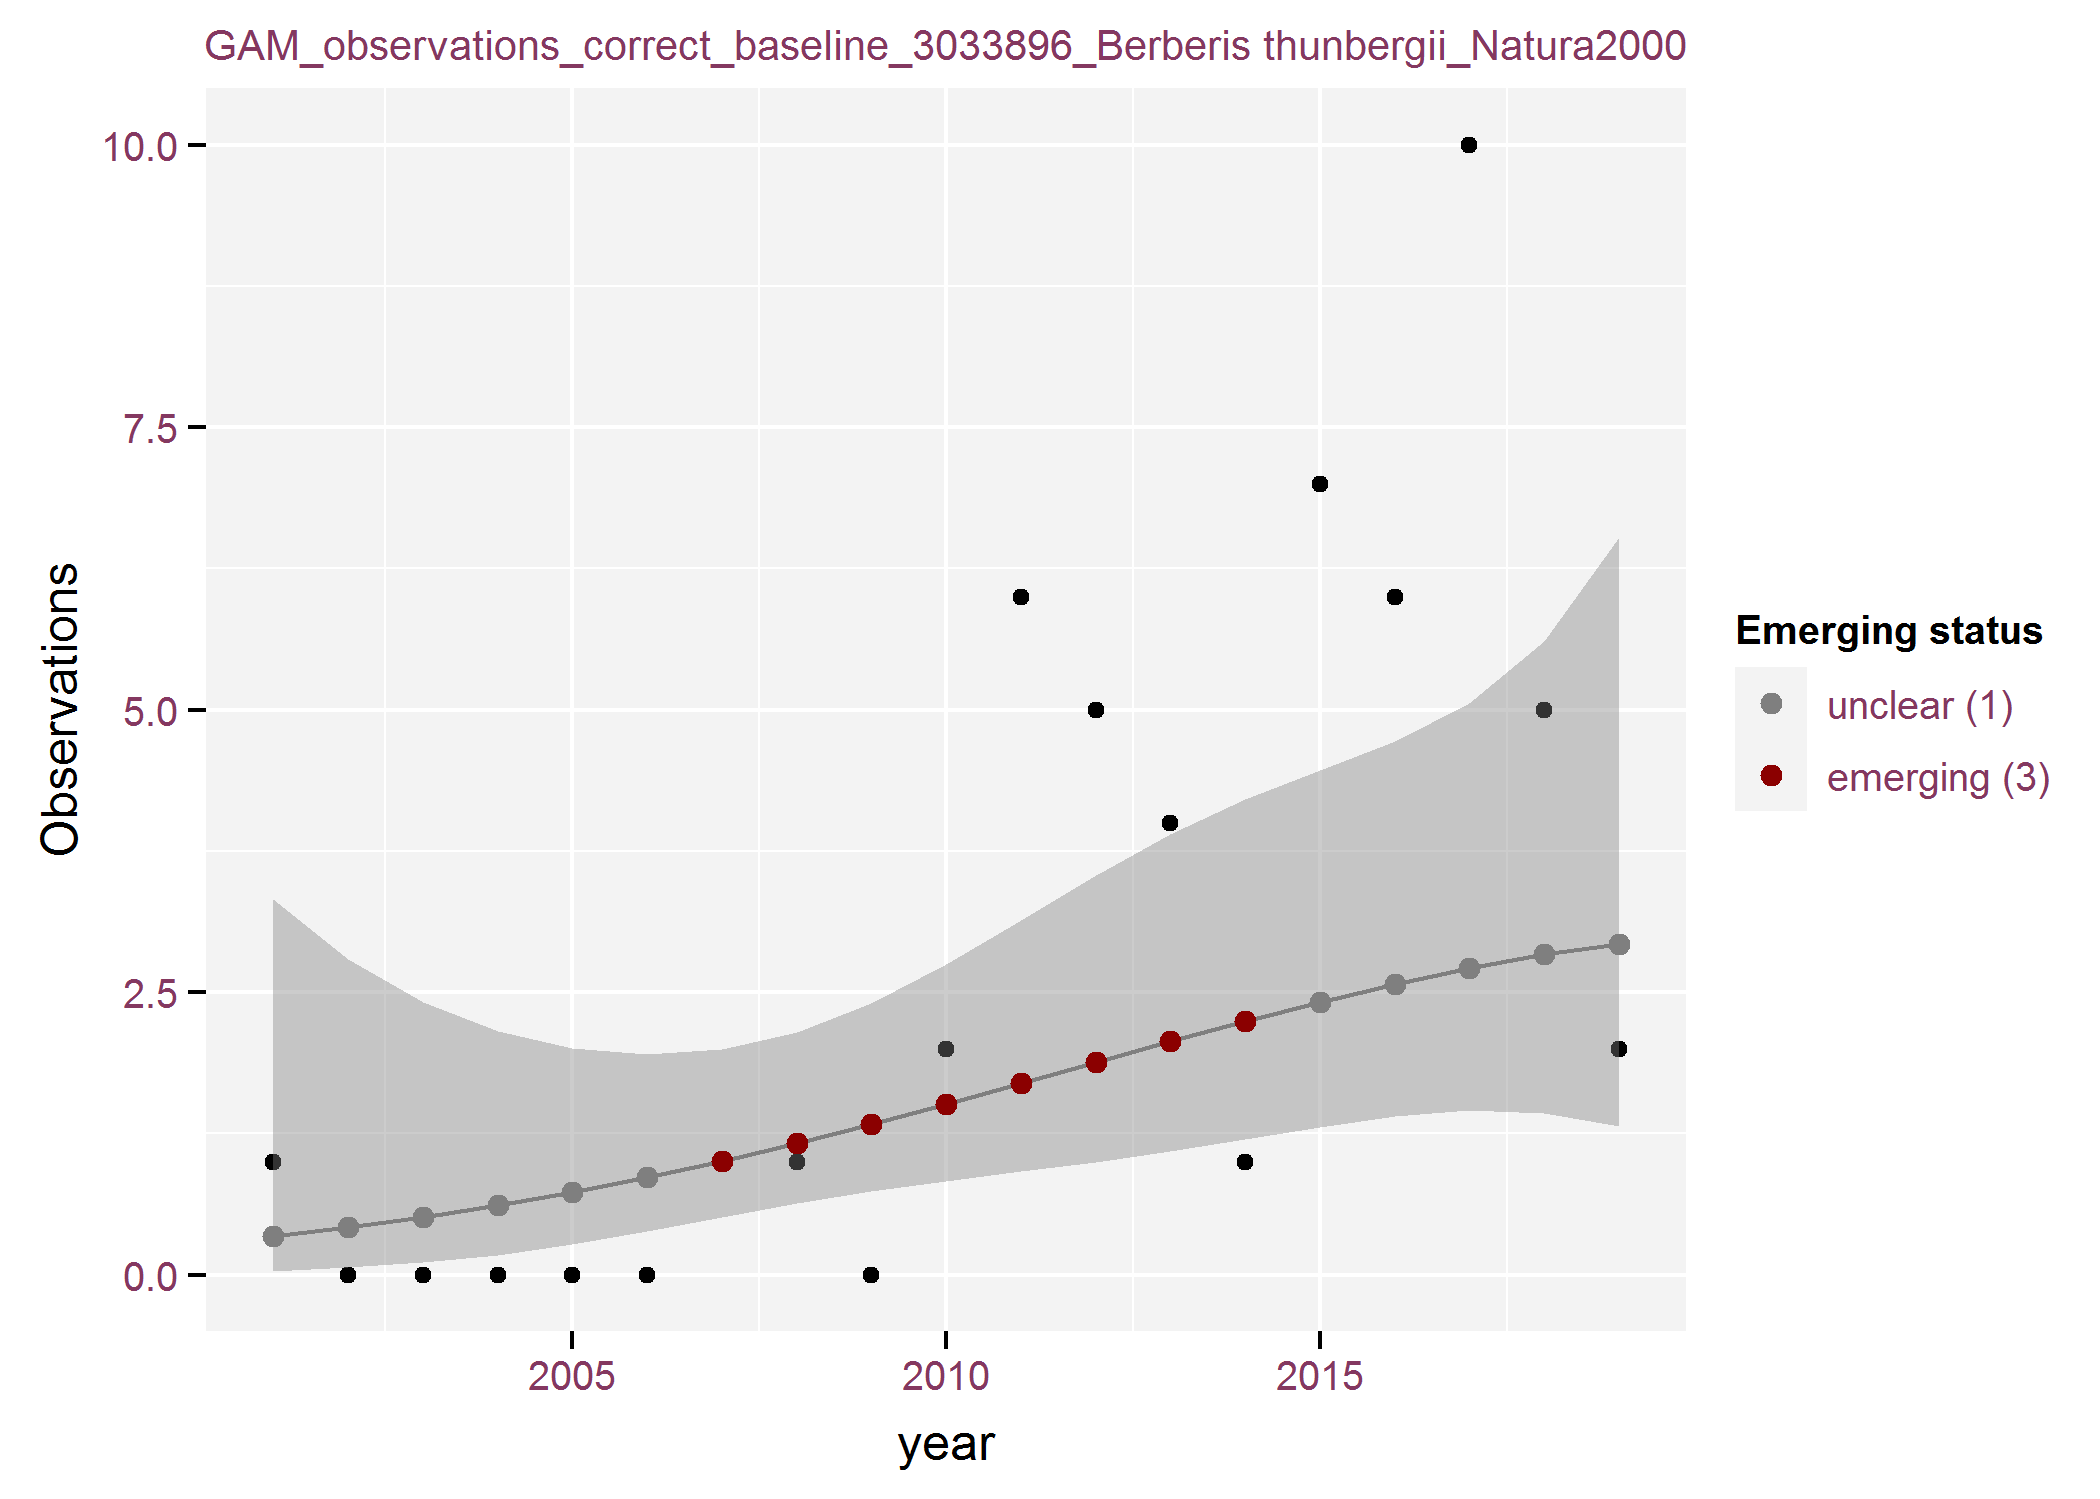 GAM_observations_correct_baseline_3033896_Berberis thunbergii_Natura2000
10.0
7.5
5.0
2.5
0.0
Observations
2005 2010 2015
year
Emerging status
unclear (1)
emerging (3)